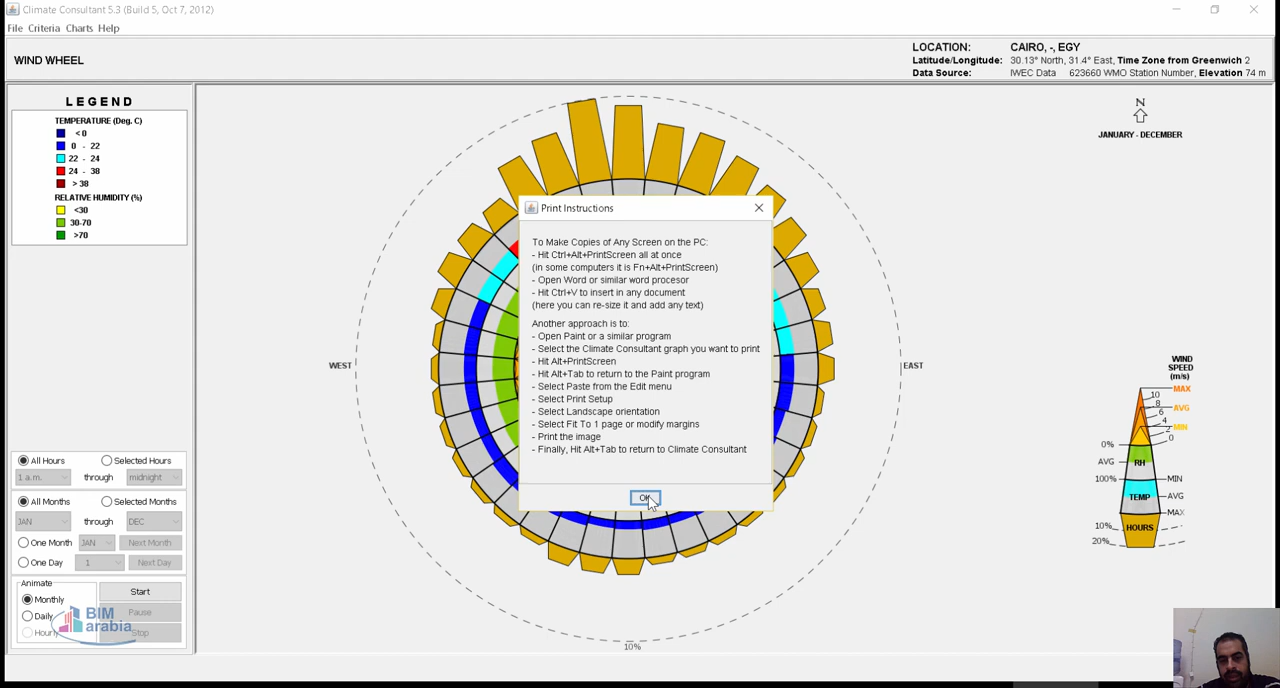 Climate Consultant 5.3 (Build 5, Oct 7, 2012)
File Criteria Charts Help
WIND WHEEL
LOCATION: CAIRO, -, EGY
Latitude/Longitude: 30.13° North, 31.4° East, Time Zone from Greenwich 2
Data Source: IWEC Data 623660 WMO Station Number, Elevation 74 m
LEGEND
TEMPERATURE (Deg. C)
< 0
0 - 22
22 - 24
24 - 38
> 38
RELATIVE HUMIDITY (%)
<30
30-70
>70
All Hours Selected Hours
1 a.m. through midnight
All Months Selected Months
JAN through DEC
One Month JAN Next Month
One Day 1 Next Day
Animate
Monthly Start
Daily Pause
Hourly Stop
BIM
arabia
N
JANUARY - DECEMBER
WEST
EAST
10%
Print Instructions
To Make Copies of Any Screen on the PC:
- Hit Ctrl+Alt+PrintScreen all at once
(in some computers it is Fn+Alt+PrintScreen)
- Open Word or similar word procesor
- Hit Ctrl+V to insert in any document
(here you can re-size it and add any text)
Another approach is to:
- Open Paint or a similar program
- Select the Climate Consultant graph you want to print
- Hit Alt+PrintScreen
- Hit Alt+Tab to return to the Paint program
- Select Paste from the Edit menu
- Select Print Setup
- Select Landscape orientation
- Select Fit To 1 page or modify margins
- Print the image
- Finally, Hit Alt+Tab to return to Climate Consultant
OK
WIND
SPEED
(m/s)
MAX
10
8
AVG
6
4
MIN
2
0
0%
AVG RH
100% MIN
TEMP AVG
MAX
10% HOURS
20%